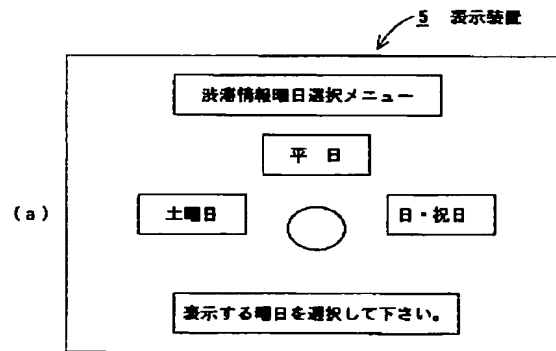 5 表示装置
渋滞情報曜日選択メニュー
平 日
(a)
土曜日
日・祝日
表示する曜日を選択して下さい。